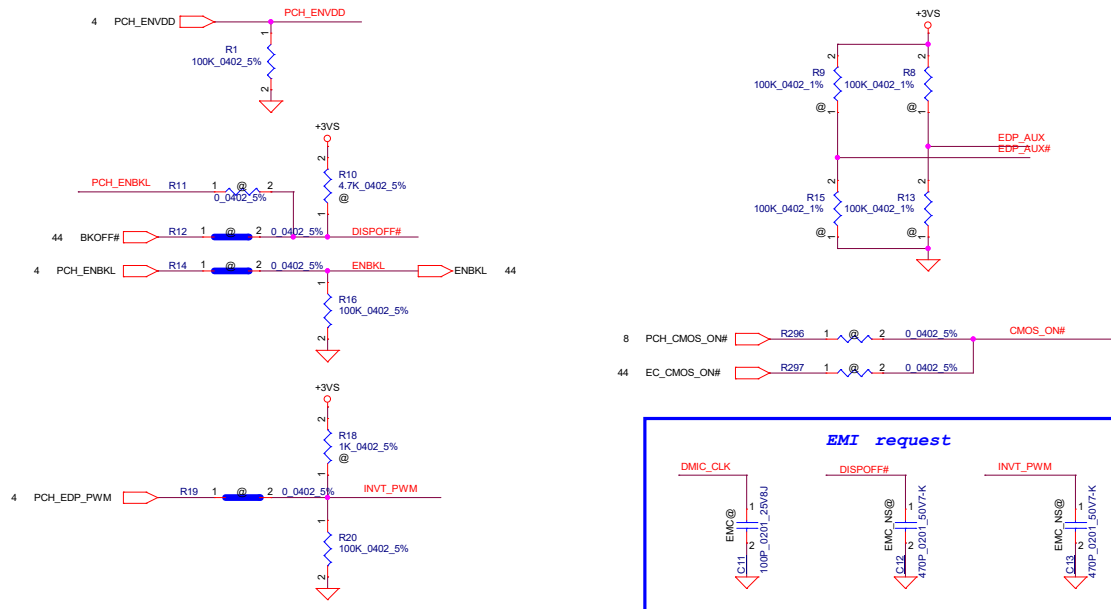 4 PCH_ENVDD
PCH_ENVDD
1
R1
100K_0402_5%
2
+3VS
2
R10
4.7K_0402_5%
@
1
PCH_ENBKL
R11
1 @ 2
0_0402_5%
44 BKOFF#
R12 1 @ 2 0_0402_5%
DISPOFF#
4 PCH_ENBKL
R14 1 @ 2 0_0402_5%
ENBKL
ENBKL 44
1
R16
100K_0402_5%
2
+3VS
2
R18
1K_0402_5%
@
1
4 PCH_EDP_PWM
R19 1 @ 2 0_0402_5%
INVT_PWM
1
R20
100K_0402_5%
2
+3VS
2
R9
100K_0402_1%
@
1
2
R8
100K_0402_1%
@
1
EDP_AUX
EDP_AUX#
2
R15
100K_0402_1%
@
1
2
R13
100K_0402_1%
@
1
8 PCH_CMOS_ON#
R296 1 @ 2 0_0402_5%
CMOS_ON#
44 EC_CMOS_ON#
R297 1 @ 2 0_0402_5%
EMI request
DMIC_CLK
1
2
EMC@
C11
100P_0201_25V8J
DISPOFF#
1
2
EMC_NS@
C12
470P_0201_50V7-K
INVT_PWM
1
2
EMC_NS@
C13
470P_0201_50V7-K